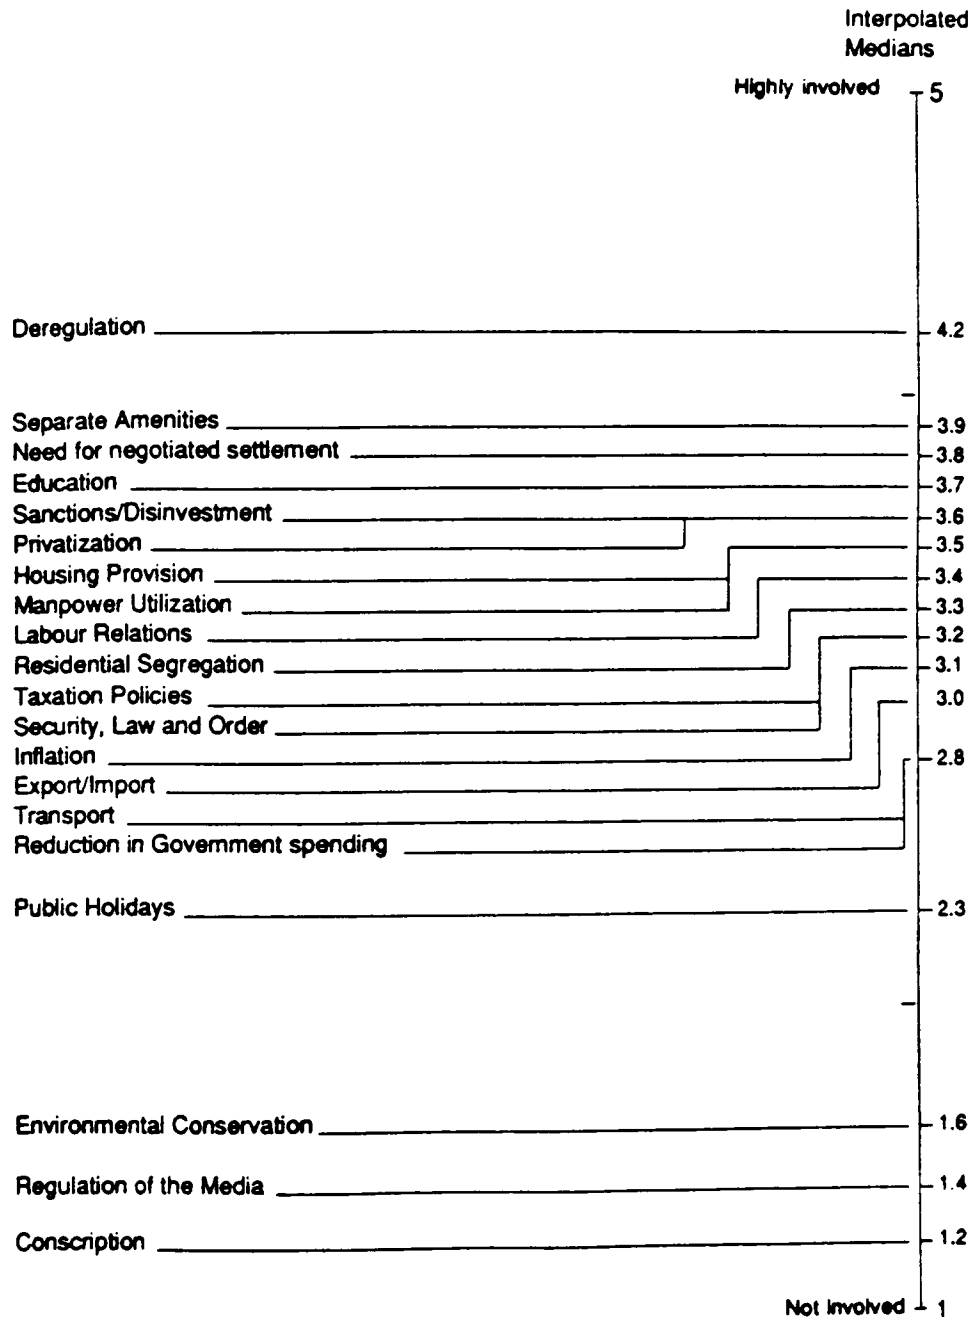 Interpolated
Medians
Highly involved 5
Deregulation 4.2
Separate Amenities 3.9
Need for negotiated settlement 3.8
Education 3.7
Sanctions/Disinvestment 3.6
Privatization 3.5
Housing Provision 3.4
Manpower Utilization 3.3
Labour Relations 3.2
Residential Segregation 3.1
Taxation Policies 3.0
Security, Law and Order
Inflation 2.8
Export/Import
Transport
Reduction in Government spending
Public Holidays 2.3
Environmental Conservation 1.6
Regulation of the Media 1.4
Conscription 1.2
Not Involved 1